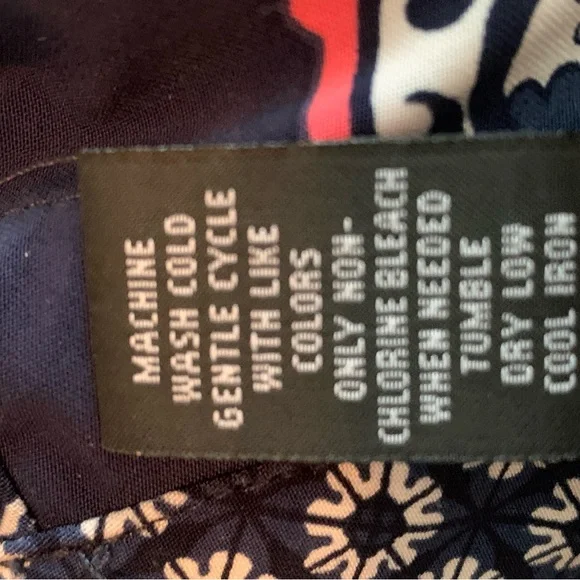 MACHINE
WASH COLD
GENTLE CYCLE
WITH LIKE
COLORS
ONLY NON-
CHLORINE BLEACH
WHEN NEEDED
TUMBLE
DRY LOW
COOL IRON